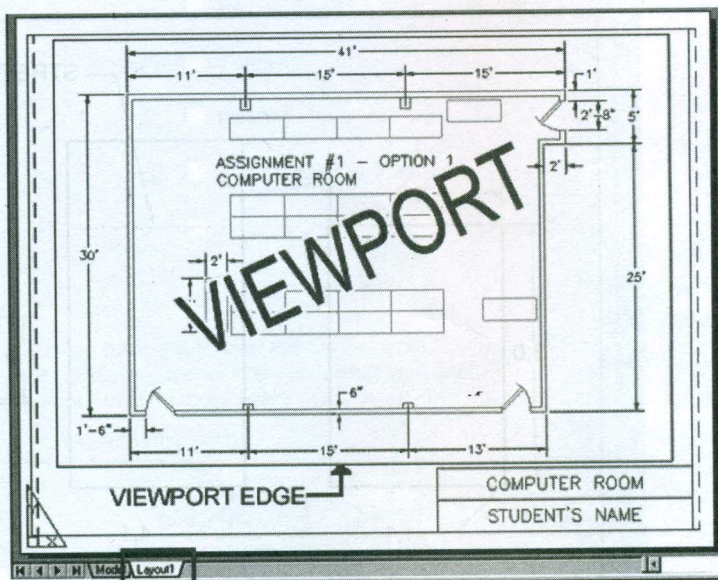 41'
11' 15' 15'
1'
2'-8"
5'
ASSIGNMENT #1 - OPTION 1
COMPUTER ROOM
2'
VIEWPORT
30'
2'
25'
6"
1'-6"
11' 15' 13'
VIEWPORT EDGE
COMPUTER ROOM
STUDENT'S NAME
X
Model Layout1